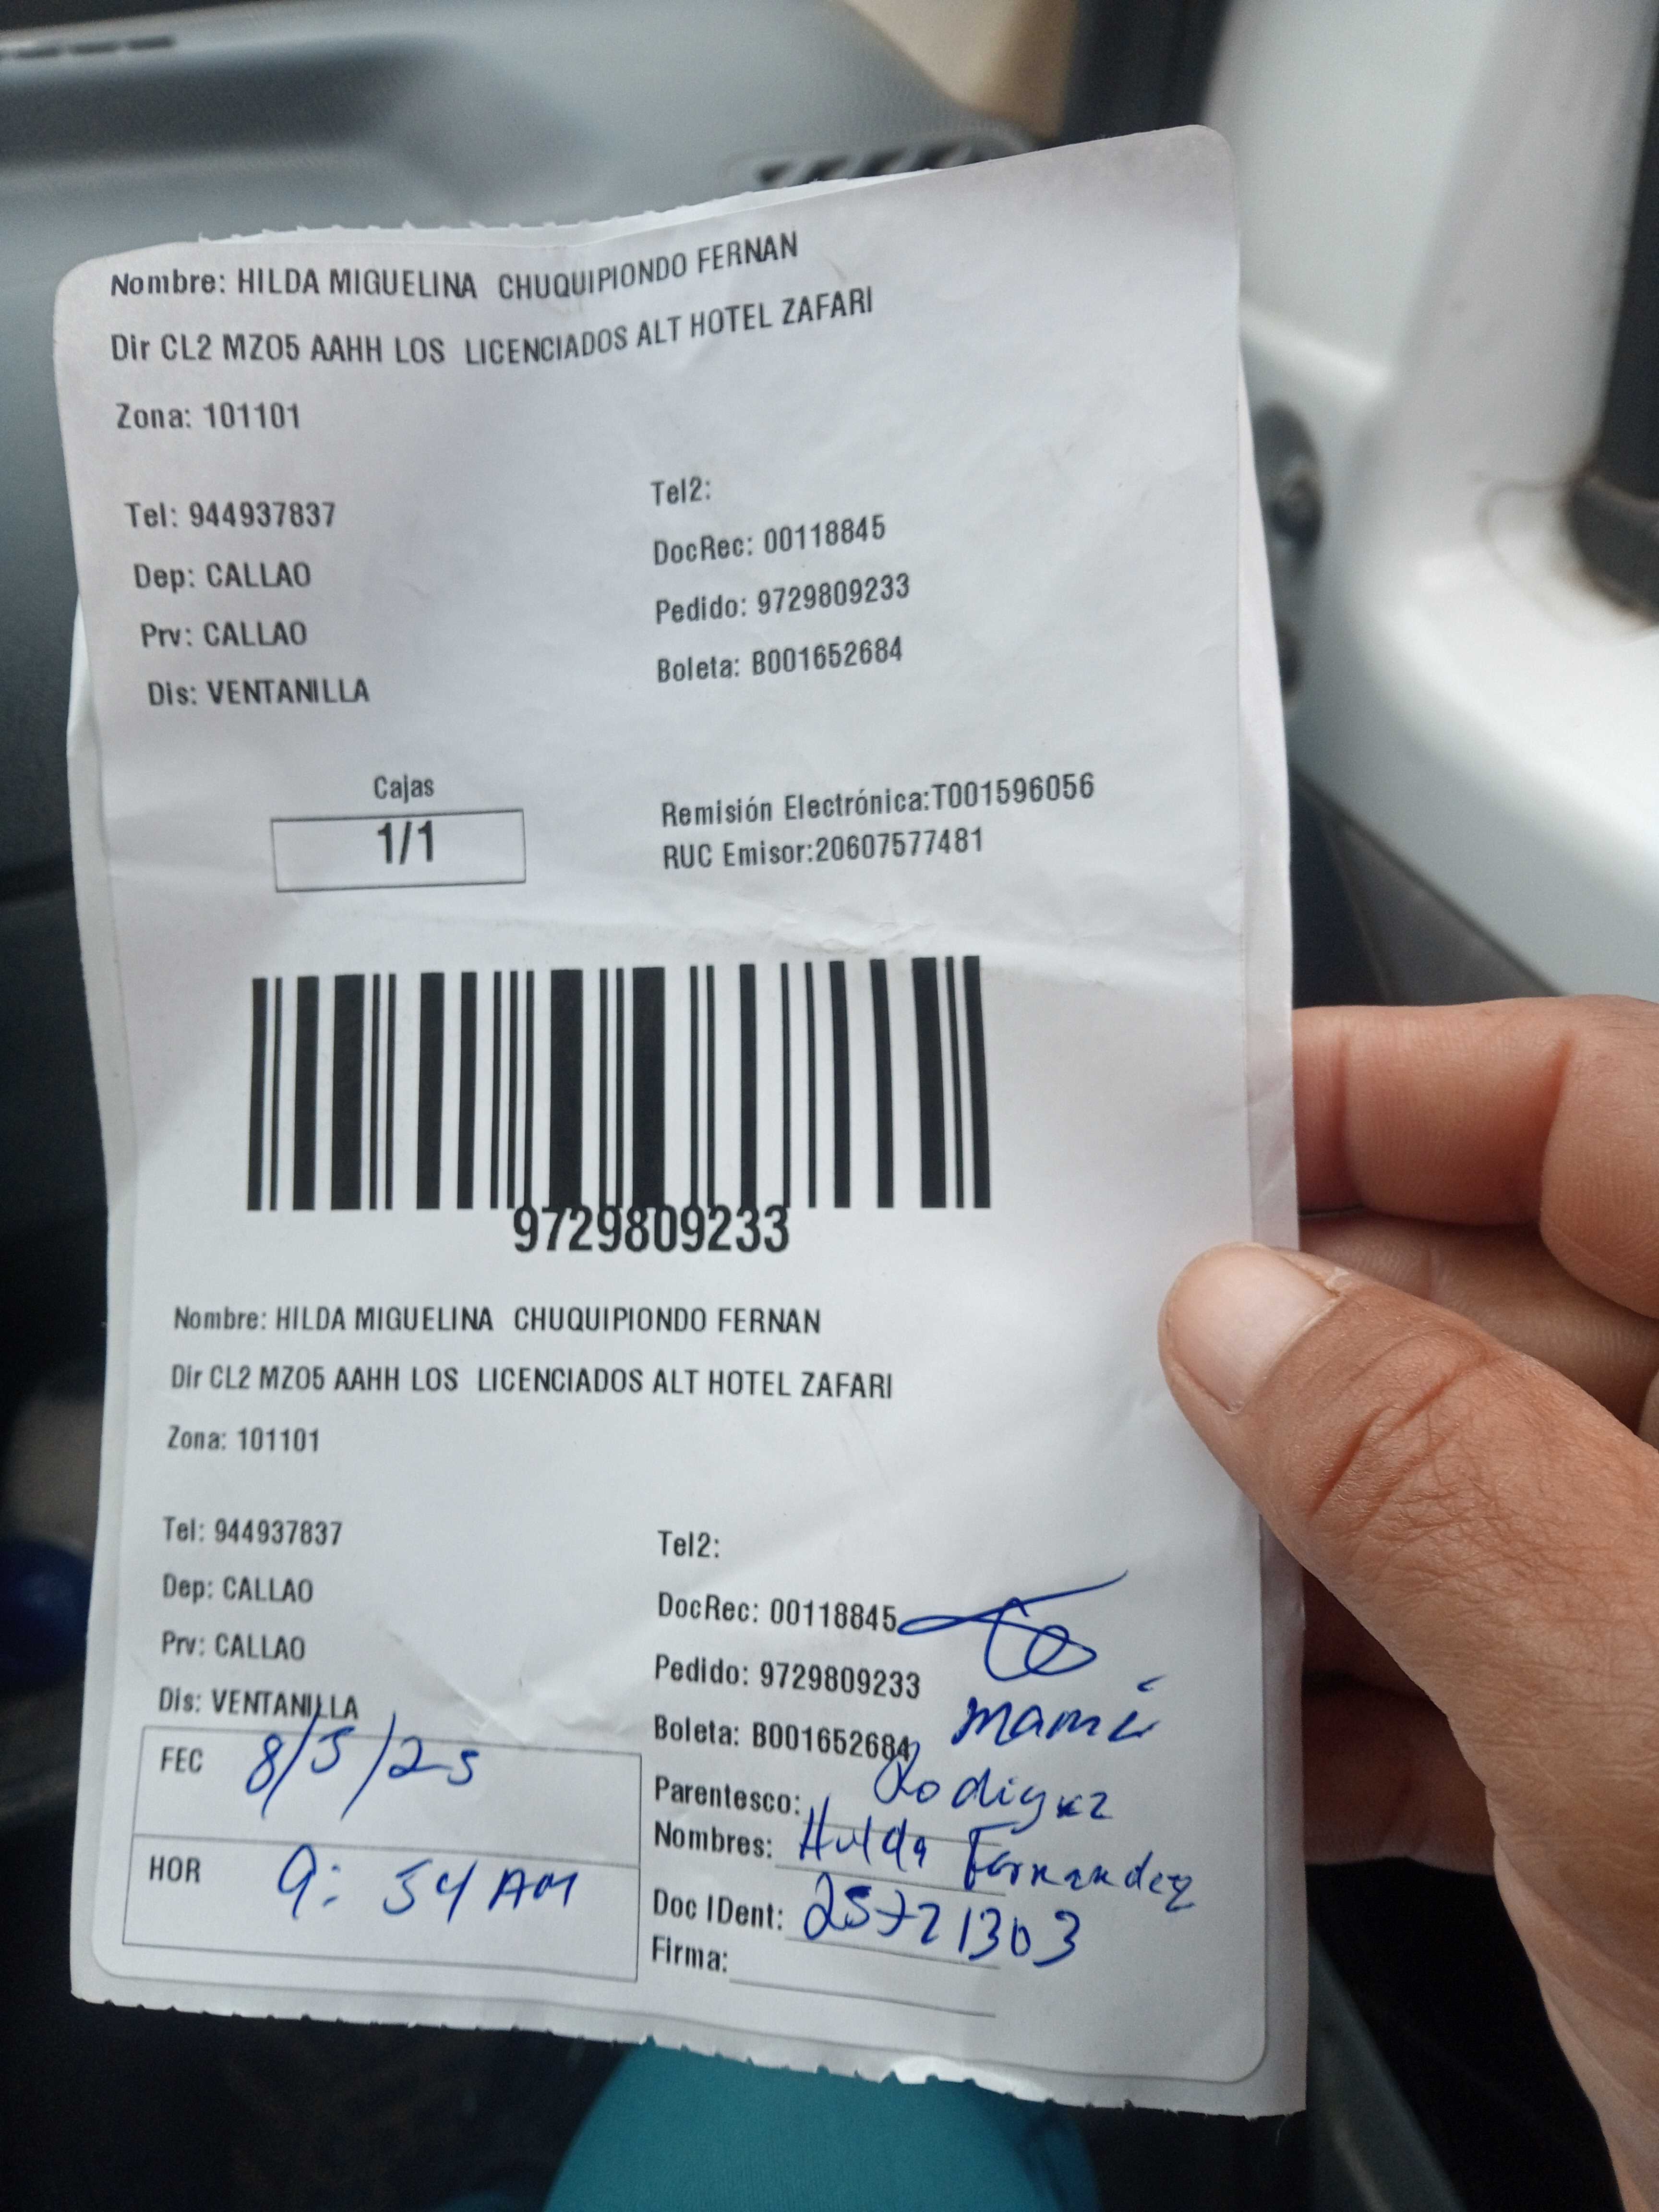 Nombre: HILDA MIGUELINA CHUQUIPIONDO FERNAN
Dir CL2 MZO5 AAHH LOS LICENCIADOS ALT HOTEL ZAFARI
Zona: 101101
Tel: 944937837
Dep: CALLAO
Prv: CALLAO
Dis: VENTANILLA
Tel2:
DocRec: 00118845
Pedido: 9729809233
Boleta: B001652684
Cajas
1/1
Remisión Electrónica:T001596056
RUC Emisor:20607577481
9729809233
Nombre: HILDA MIGUELINA CHUQUIPIONDO FERNAN
Dir CL2 MZO5 AAHH LOS LICENCIADOS ALT HOTEL ZAFARI
Zona: 101101
Tel: 944937837
Dep: CALLAO
Prv: CALLAO
Dis: VENTANILLA
FEC 8/5/25
HOR 9: 54 AM
Tel2:
DocRec: 00118845
Pedido: 9729809233
Boleta: B001652684
Parentesco: mamá
Rodiguz
Nombres: Hilda Fernandez
Doc IDent: 25721303
Firma: